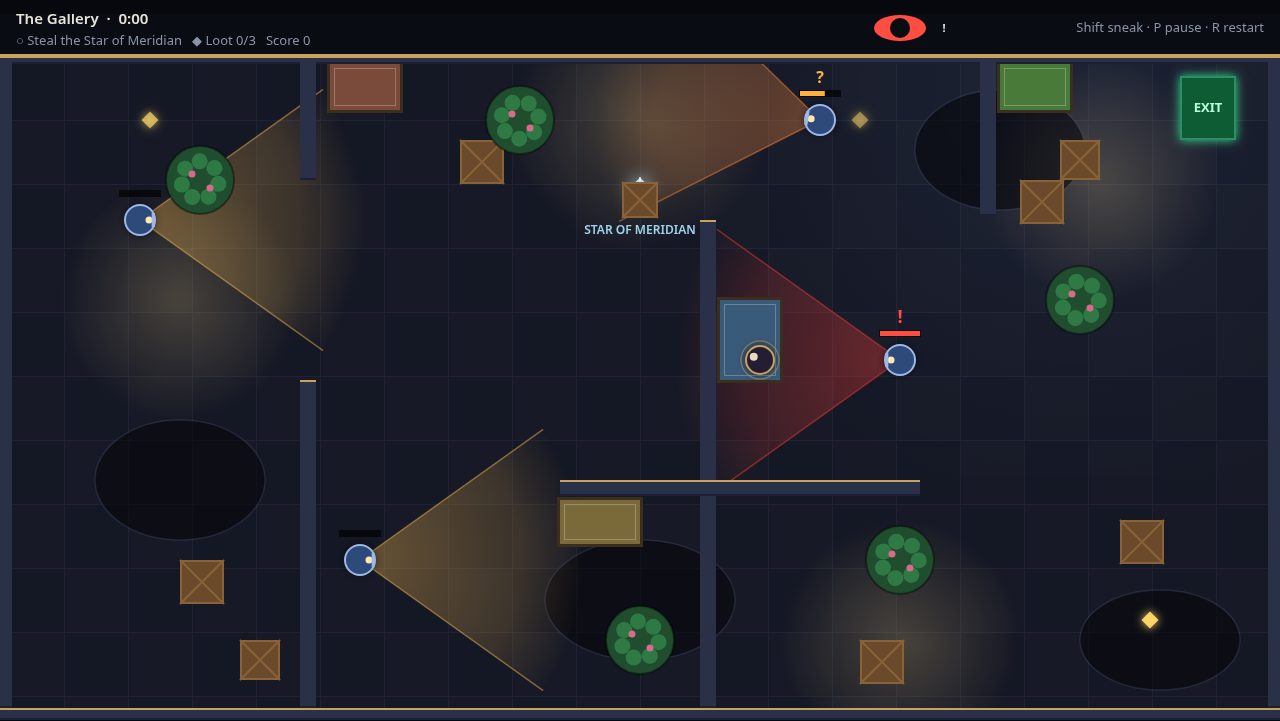 The Gallery · 0:00
○ Steal the Star of Meridian ◆ Loot 0/3 Score 0
!
Shift sneak · P pause · R restart
?
EXIT
STAR OF MERIDIAN
!